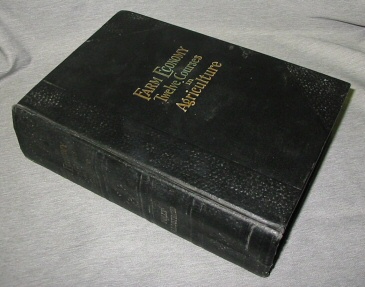 FARM ECONOMY
Twelve Courses
in
Agriculture